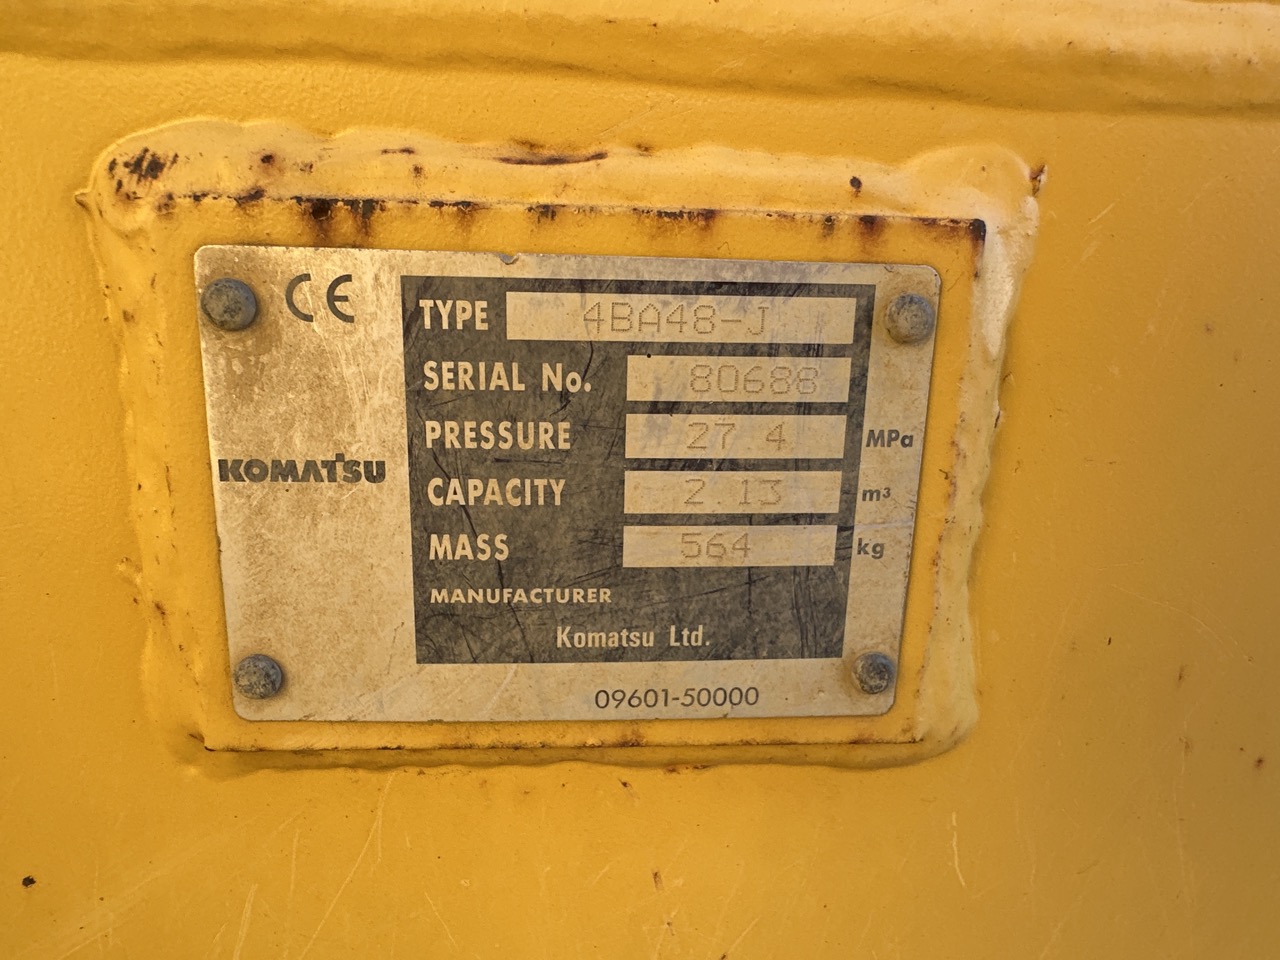 CE
TYPE 4BA48-J
SERIAL No. 80688
PRESSURE 27.4 MPa
KOMATSU
CAPACITY 2.13 m³
MASS 564 kg
MANUFACTURER
Komatsu Ltd.
09601-50000